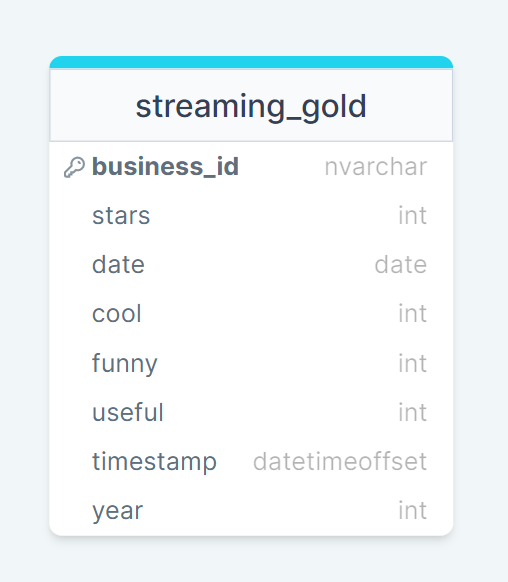 streaming_gold
business_id nvarchar
stars int
date date
cool int
funny int
useful int
timestamp datetimeoffset
year int